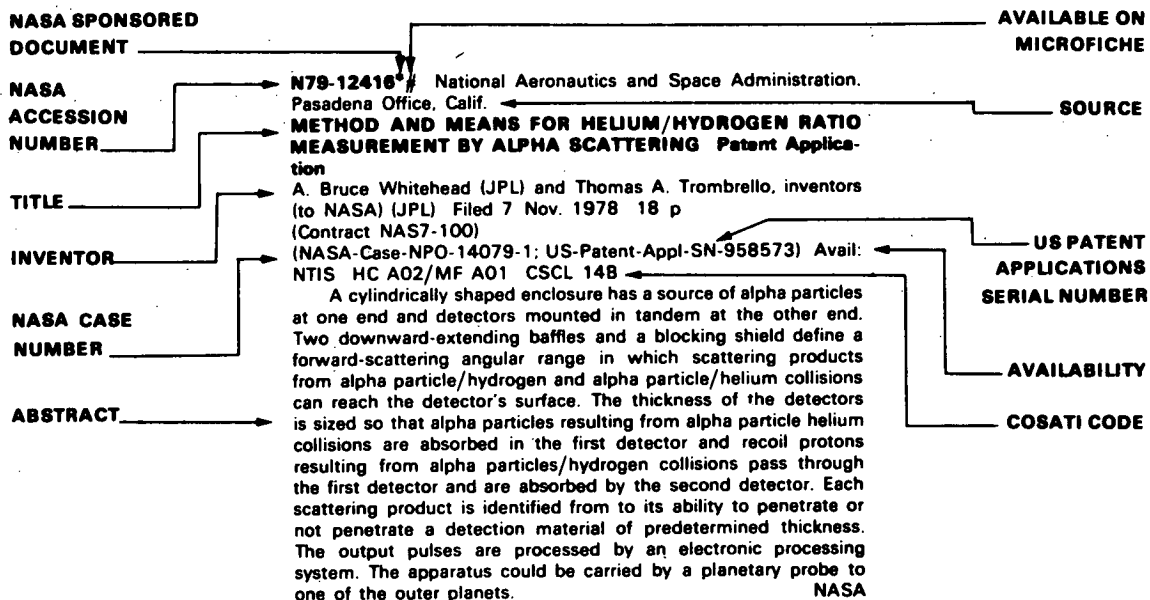 NASA SPONSORED
DOCUMENT
AVAILABLE ON
MICROFICHE
NASA
ACCESSION
NUMBER
SOURCE
TITLE
INVENTOR
US PATENT
APPLICATIONS
SERIAL NUMBER
NASA CASE
NUMBER
AVAILABILITY
ABSTRACT
COSATI CODE
N79-12416*# National Aeronautics and Space Administration.
Pasadena Office, Calif.
METHOD AND MEANS FOR HELIUM/HYDROGEN RATIO
MEASUREMENT BY ALPHA SCATTERING Patent Applica-
tion
A. Bruce Whitehead (JPL) and Thomas A. Trombrello, inventors
(to NASA) (JPL) Filed 7 Nov. 1978 18 p
(Contract NAS7-100)
(NASA-Case-NPO-14079-1; US-Patent-Appl-SN-958573) Avail:
NTIS HC A02/MF A01 CSCL 14B
A cylindrically shaped enclosure has a source of alpha particles
at one end and detectors mounted in tandem at the other end.
Two downward-extending baffles and a blocking shield define a
forward-scattering angular range in which scattering products
from alpha particle/hydrogen and alpha particle/helium collisions
can reach the detector's surface. The thickness of the detectors
is sized so that alpha particles resulting from alpha particle helium
collisions are absorbed in the first detector and recoil protons
resulting from alpha particles/hydrogen collisions pass through
the first detector and are absorbed by the second detector. Each
scattering product is identified from to its ability to penetrate or
not penetrate a detection material of predetermined thickness.
The output pulses are processed by an electronic processing
system. The apparatus could be carried by a planetary probe to
one of the outer planets. NASA